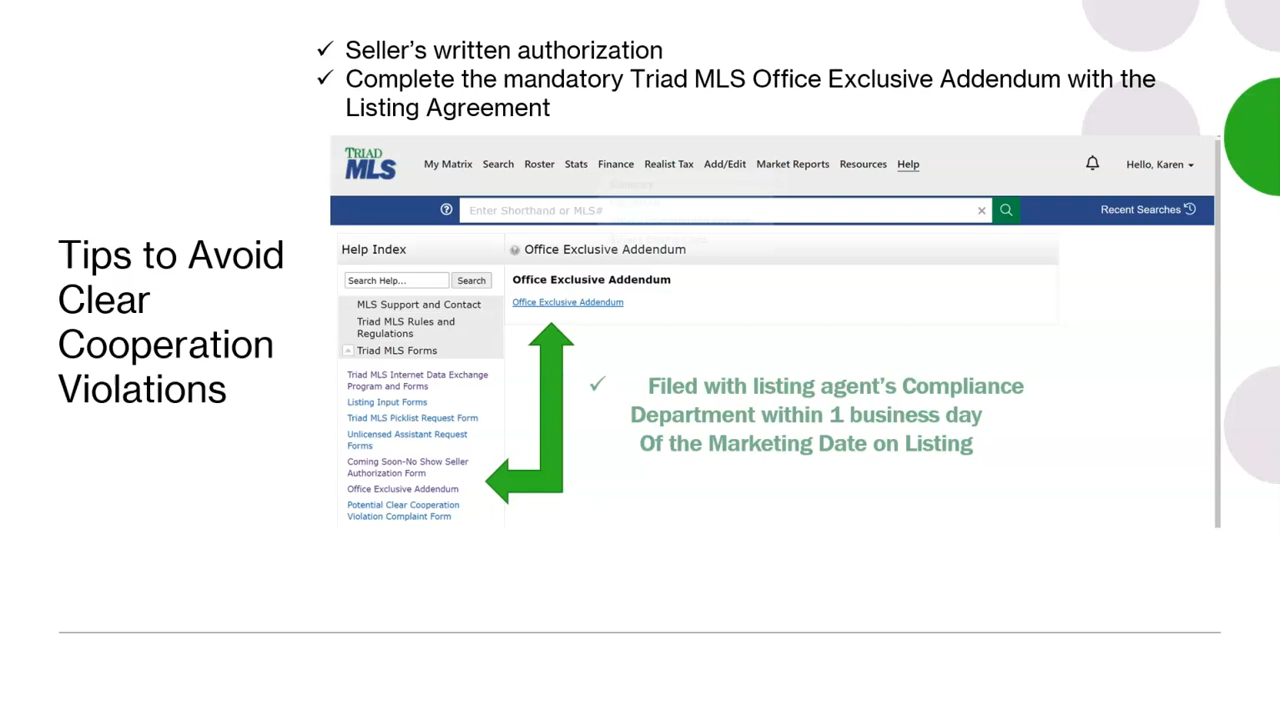 ✓ Seller's written authorization
✓ Complete the mandatory Triad MLS Office Exclusive Addendum with the
Listing Agreement
Tips to Avoid
Clear
Cooperation
Violations
TRIAD
MLS
My Matrix Search Roster Stats Finance Realist Tax Add/Edit Market Reports Resources Help
Hello, Karen
Enter Shorthand or MLS#
Recent Searches
Help Index
Office Exclusive Addendum
Search Help... Search
Office Exclusive Addendum
Office Exclusive Addendum
MLS Support and Contact
Triad MLS Rules and
Regulations
Triad MLS Forms
Triad MLS Internet Data Exchange
Program and Forms
Listing Input Forms
Triad MLS Picklist Request Form
Unlicensed Assistant Request
Forms
Coming Soon-No Show Seller
Authorization Form
Office Exclusive Addendum
Potential Clear Cooperation
Violation Complaint Form
✓ Filed with listing agent's Compliance
Department within 1 business day
Of the Marketing Date on Listing